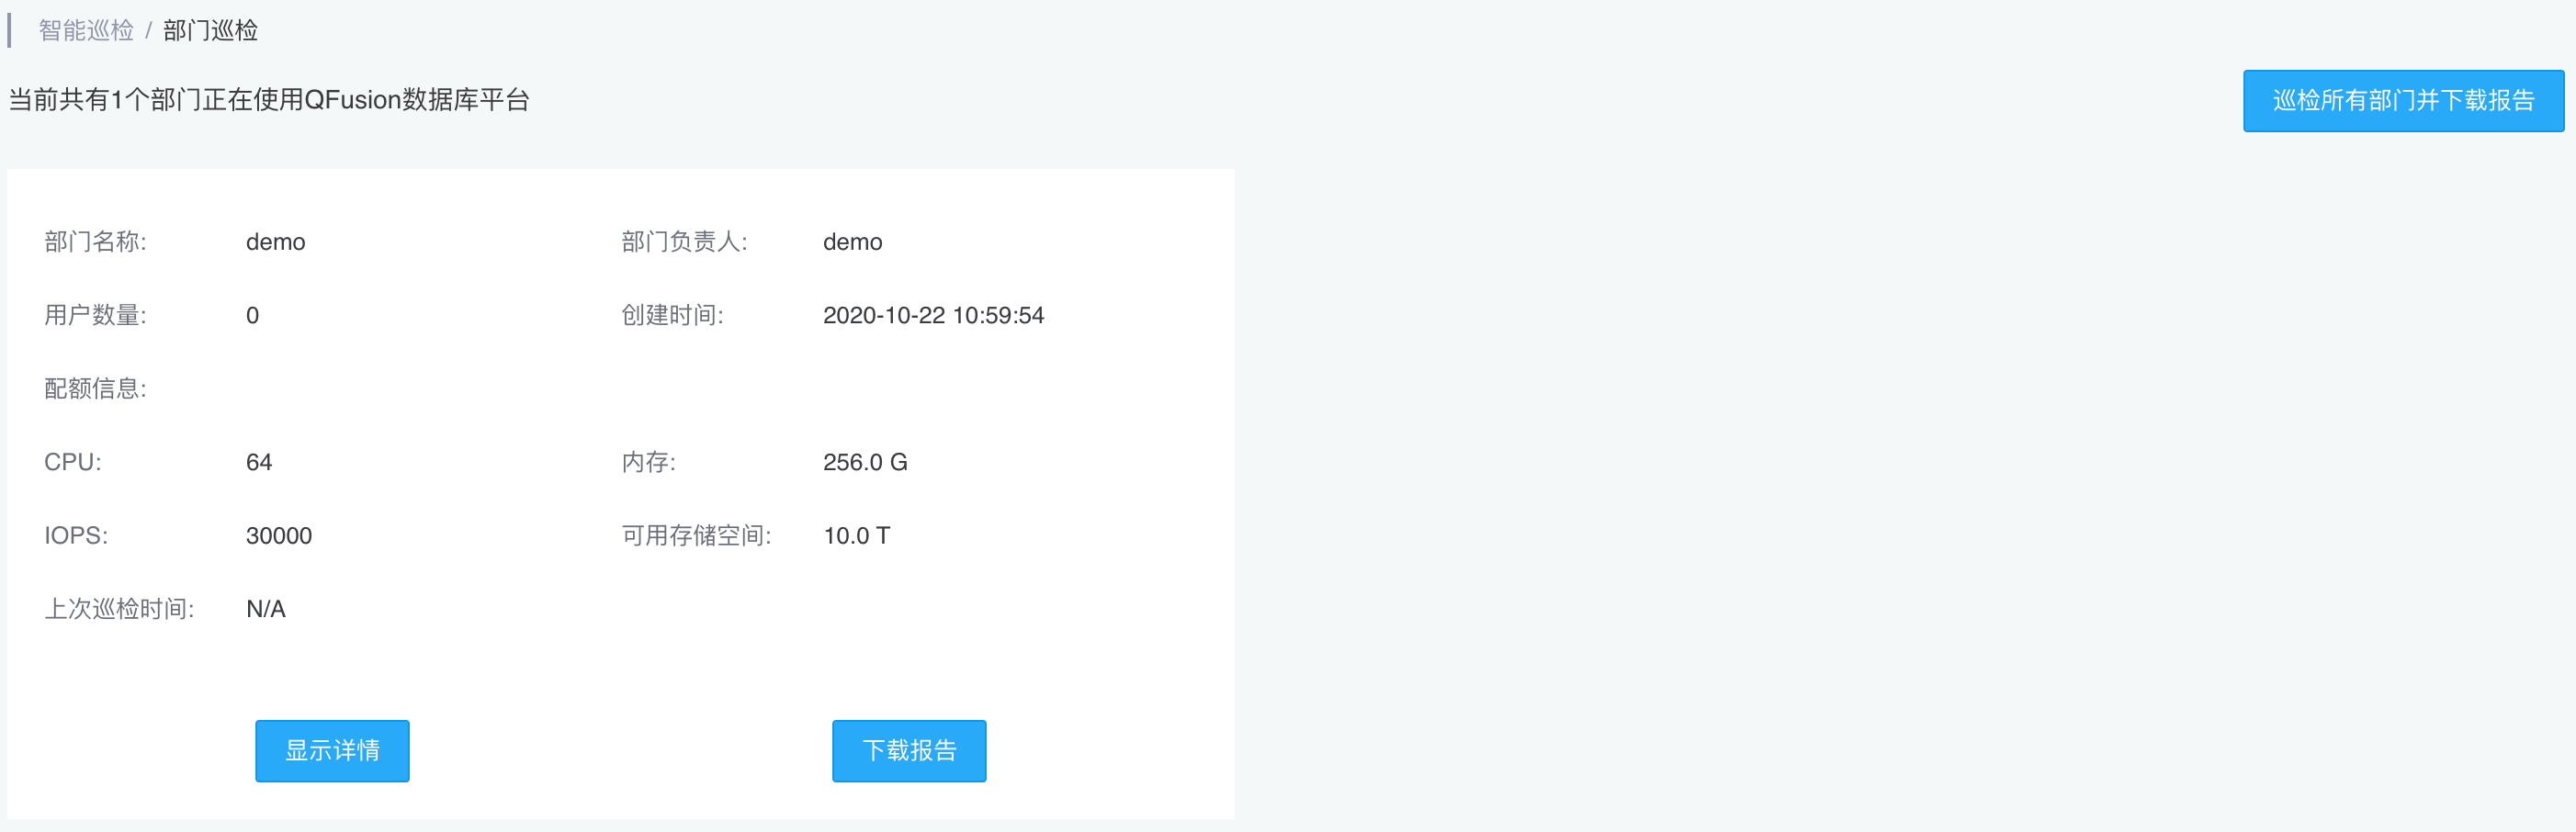 智能巡检 / 部门巡检
当前共有1个部门正在使用QFusion数据库平台
巡检所有部门并下载报告
部门名称: demo 部门负责人: demo
用户数量: 0 创建时间: 2020-10-22 10:59:54
配额信息:
CPU: 64 内存: 256.0 G
IOPS: 30000 可用存储空间: 10.0 T
上次巡检时间: N/A
显示详情 下载报告